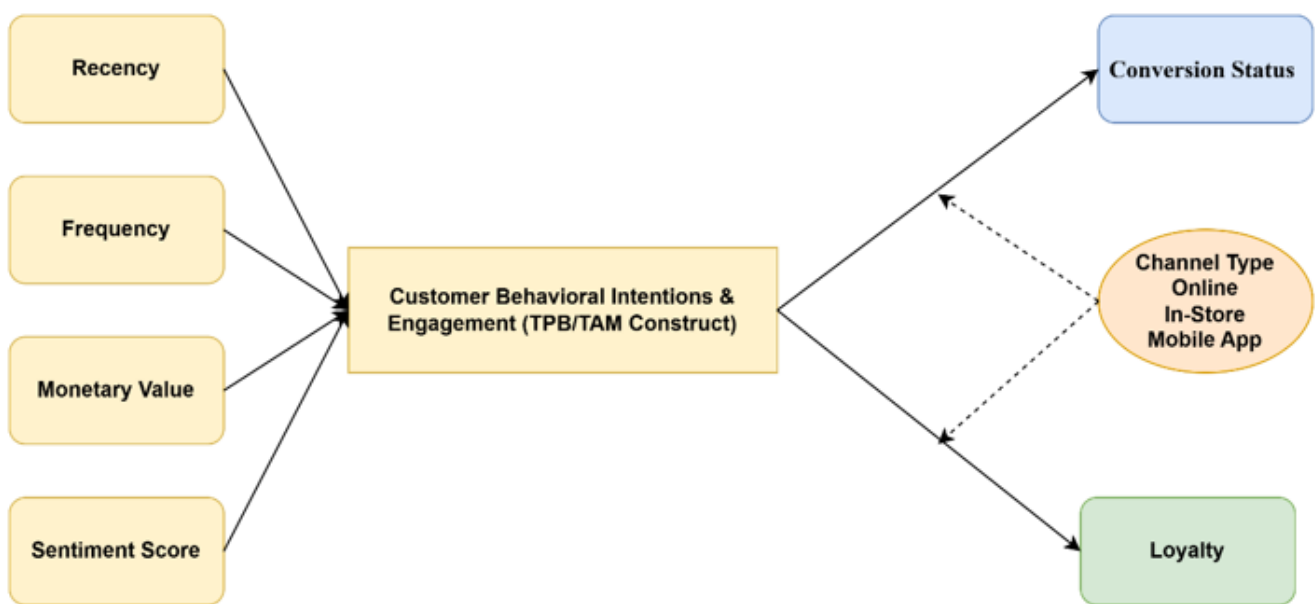 Recency
Frequency
Monetary Value
Sentiment Score
Customer Behavioral Intentions &
Engagement (TPB/TAM Construct)
Conversion Status
Channel Type
Online
In-Store
Mobile App
Loyalty